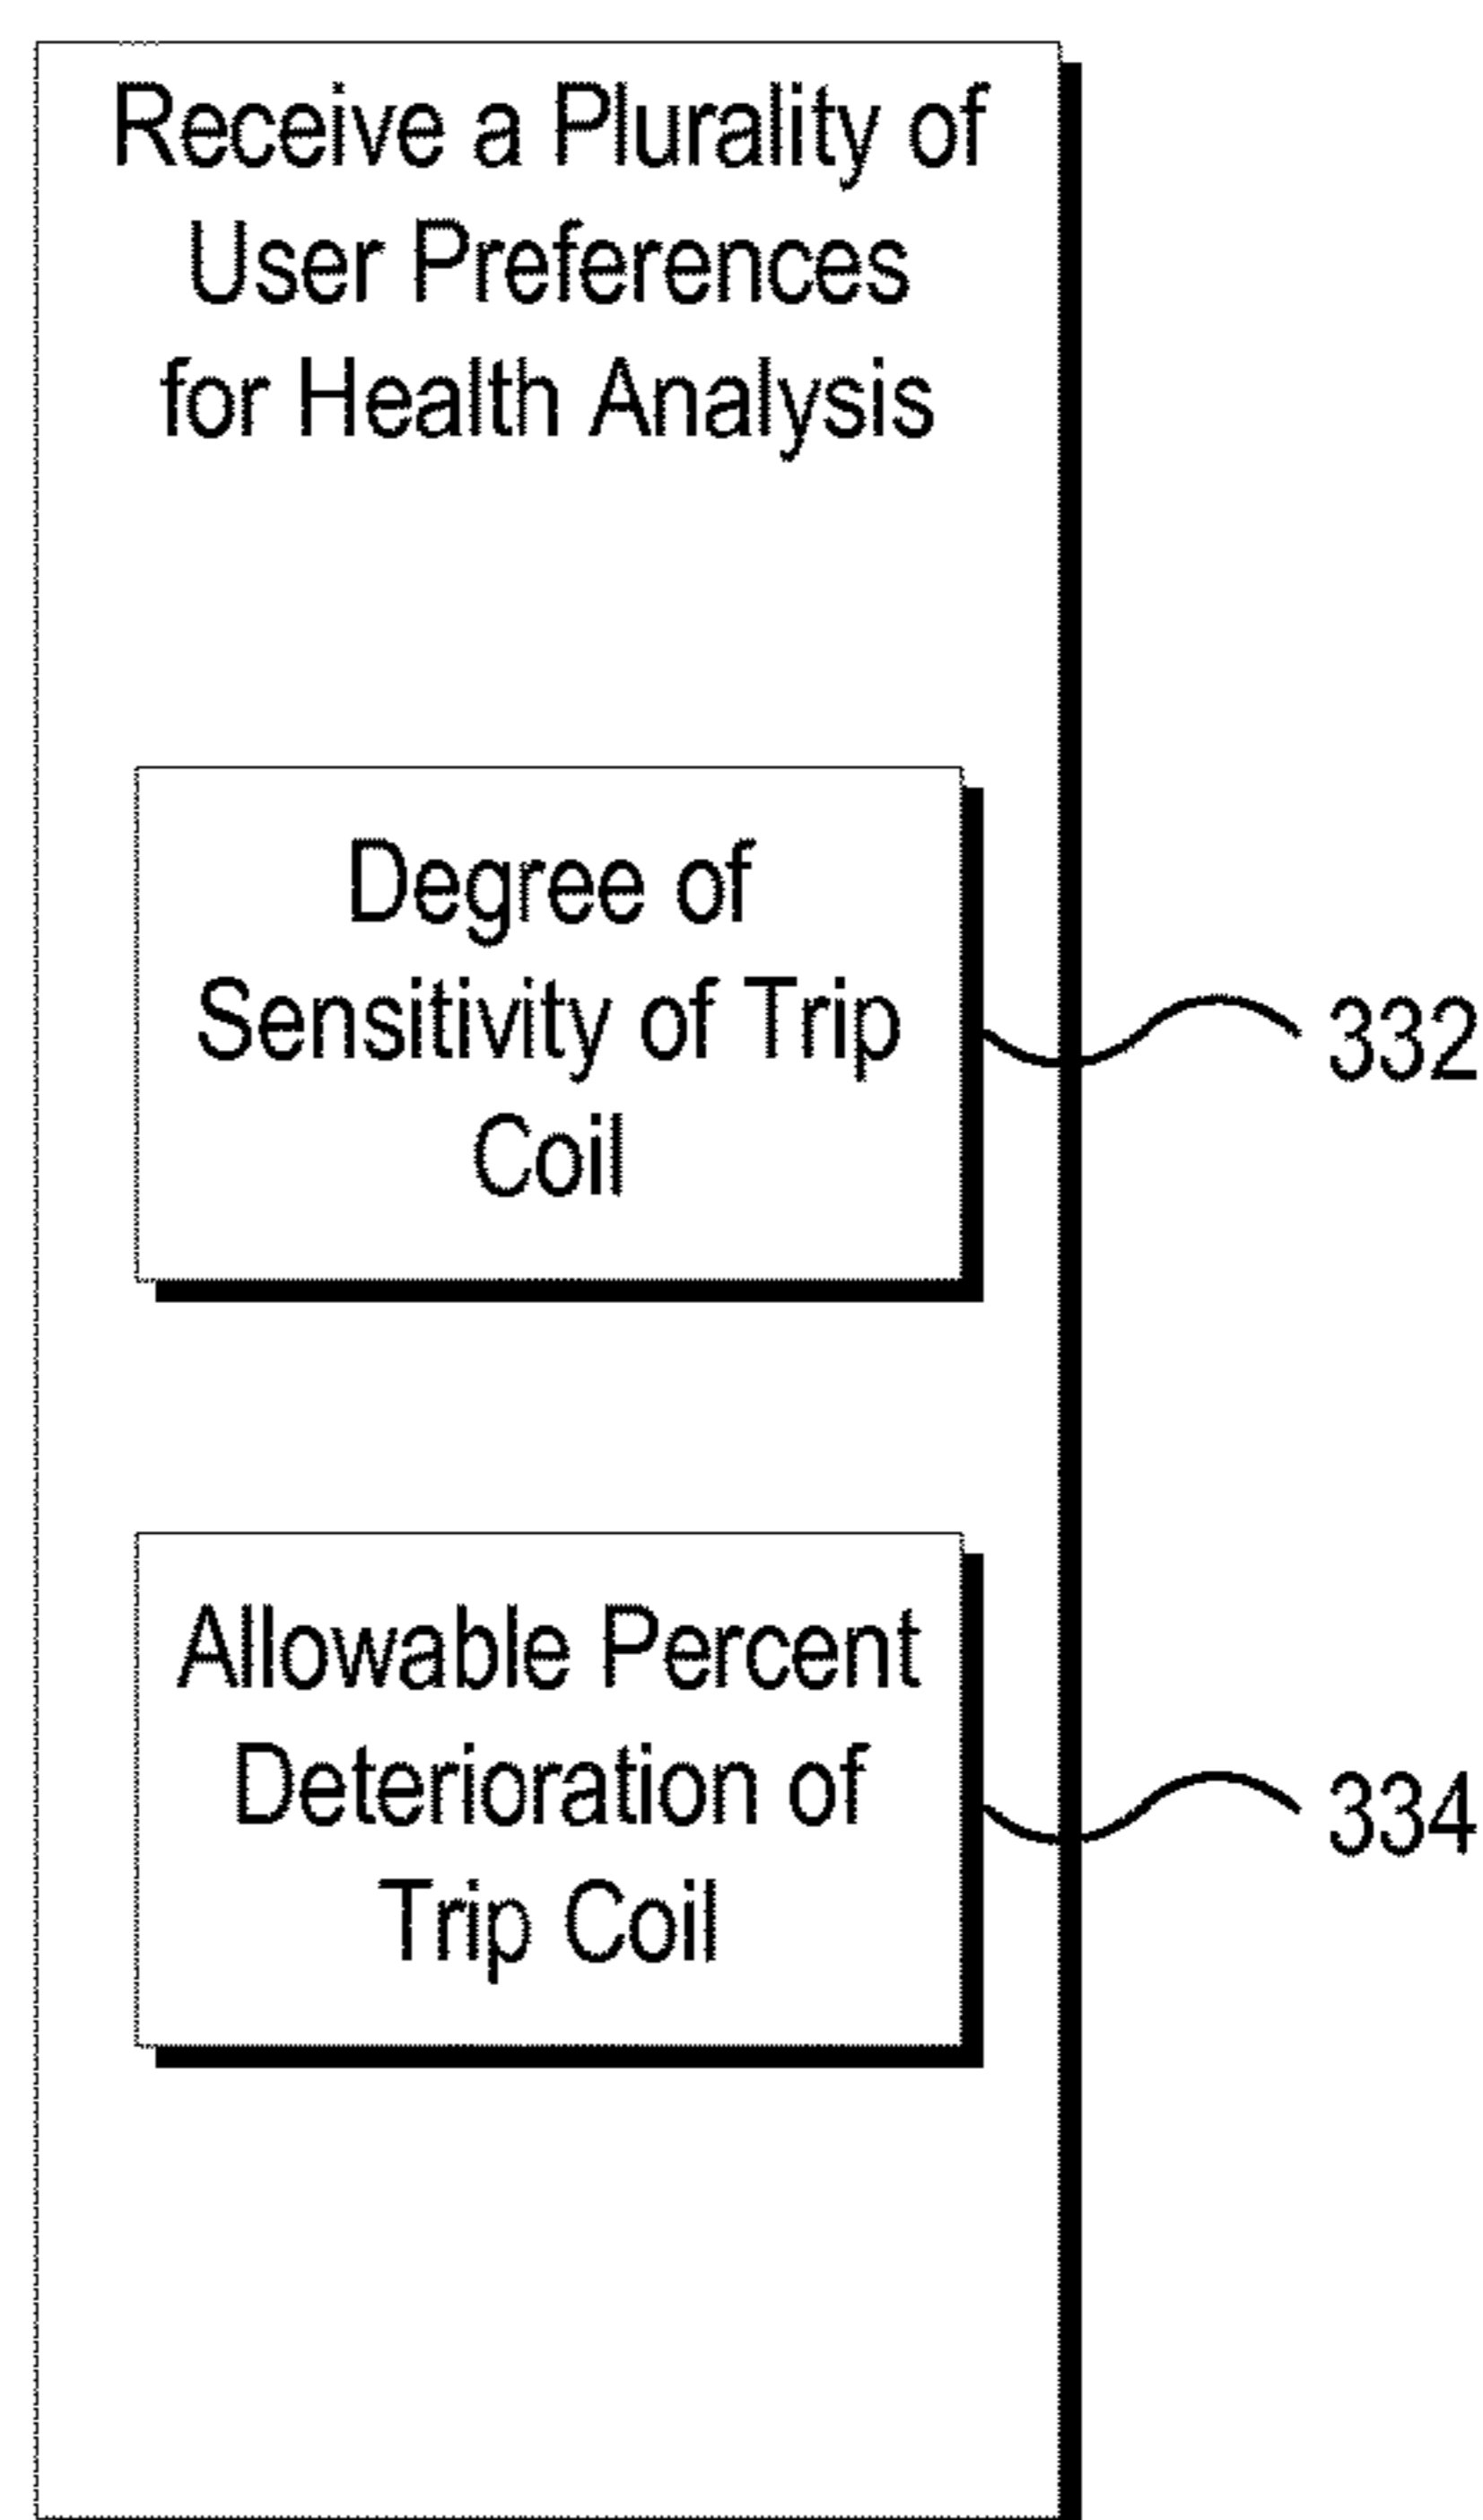 Receive a Plurality of
User Preferences
for Health Analysis
Degree of
Sensitivity of Trip
Coil
332
Allowable Percent
Deterioration of
Trip Coil
334